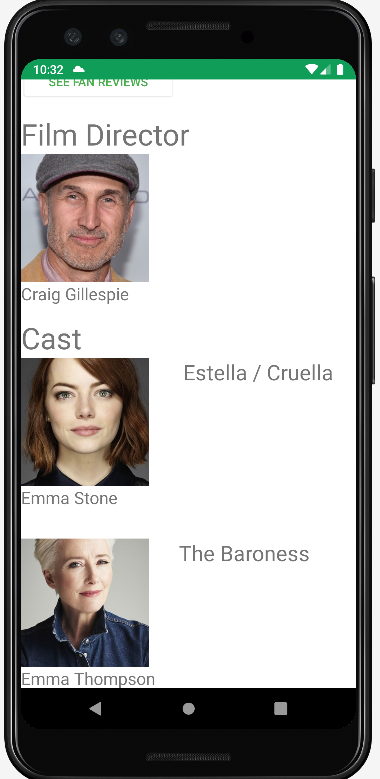 10:32
SEE FAN REVIEWS
Film Director
Craig Gillespie
Cast
Estella / Cruella
Emma Stone
The Baroness
Emma Thompson